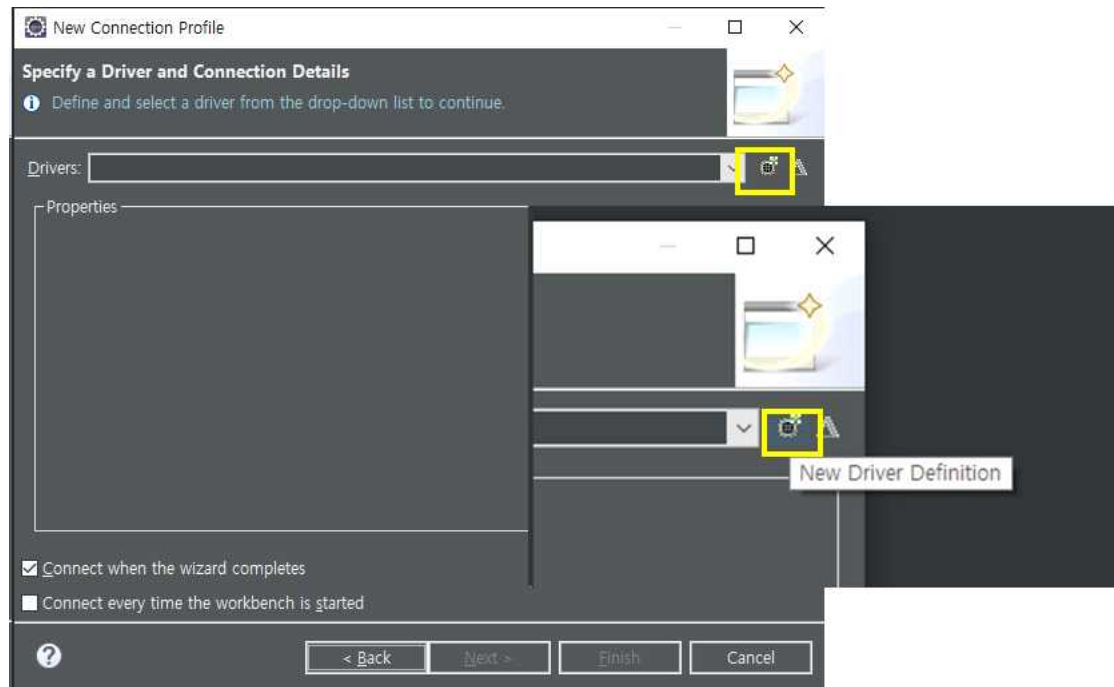 New Connection Profile
Specify a Driver and Connection Details
Define and select a driver from the drop-down list to continue.
Drivers:
Properties
New Driver Definition
Connect when the wizard completes
Connect every time the workbench is started
< Back Next > Finish Cancel